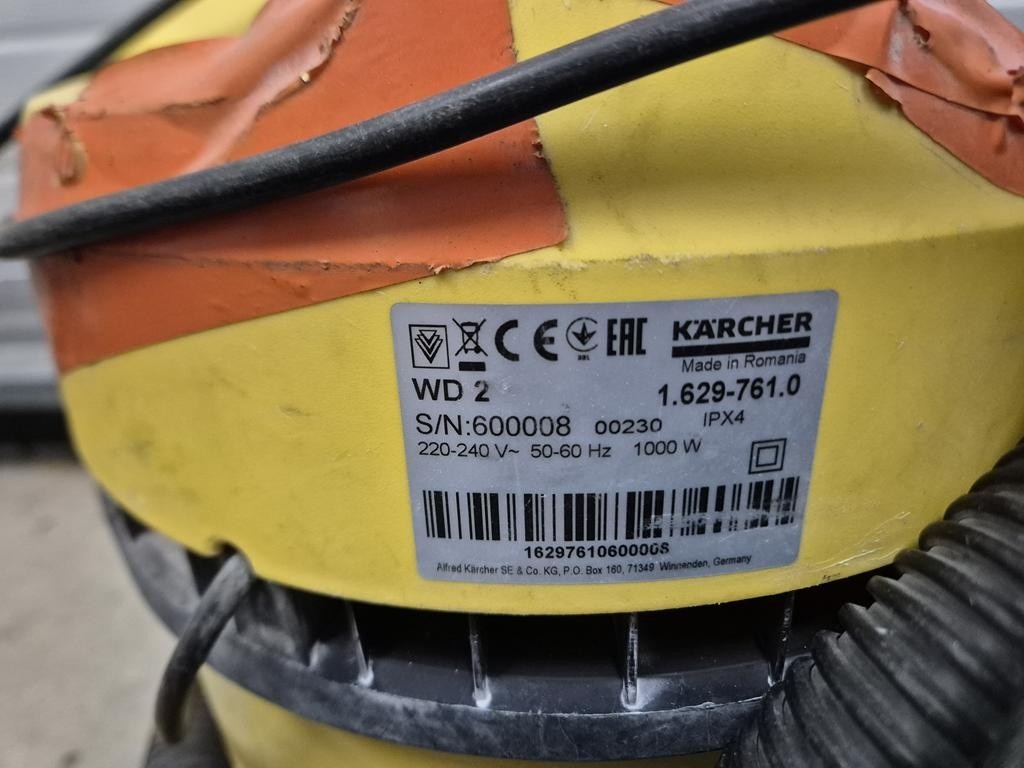 CE EAC KÄRCHER
Made in Romania
WD 2 1.629-761.0
S/N:600008 00230 IPX4
220-240 V~ 50-60 Hz 1000 W
Alfred Kärcher SE & Co. KG, P.O. Box 160, 71349 Winnenden, Germany